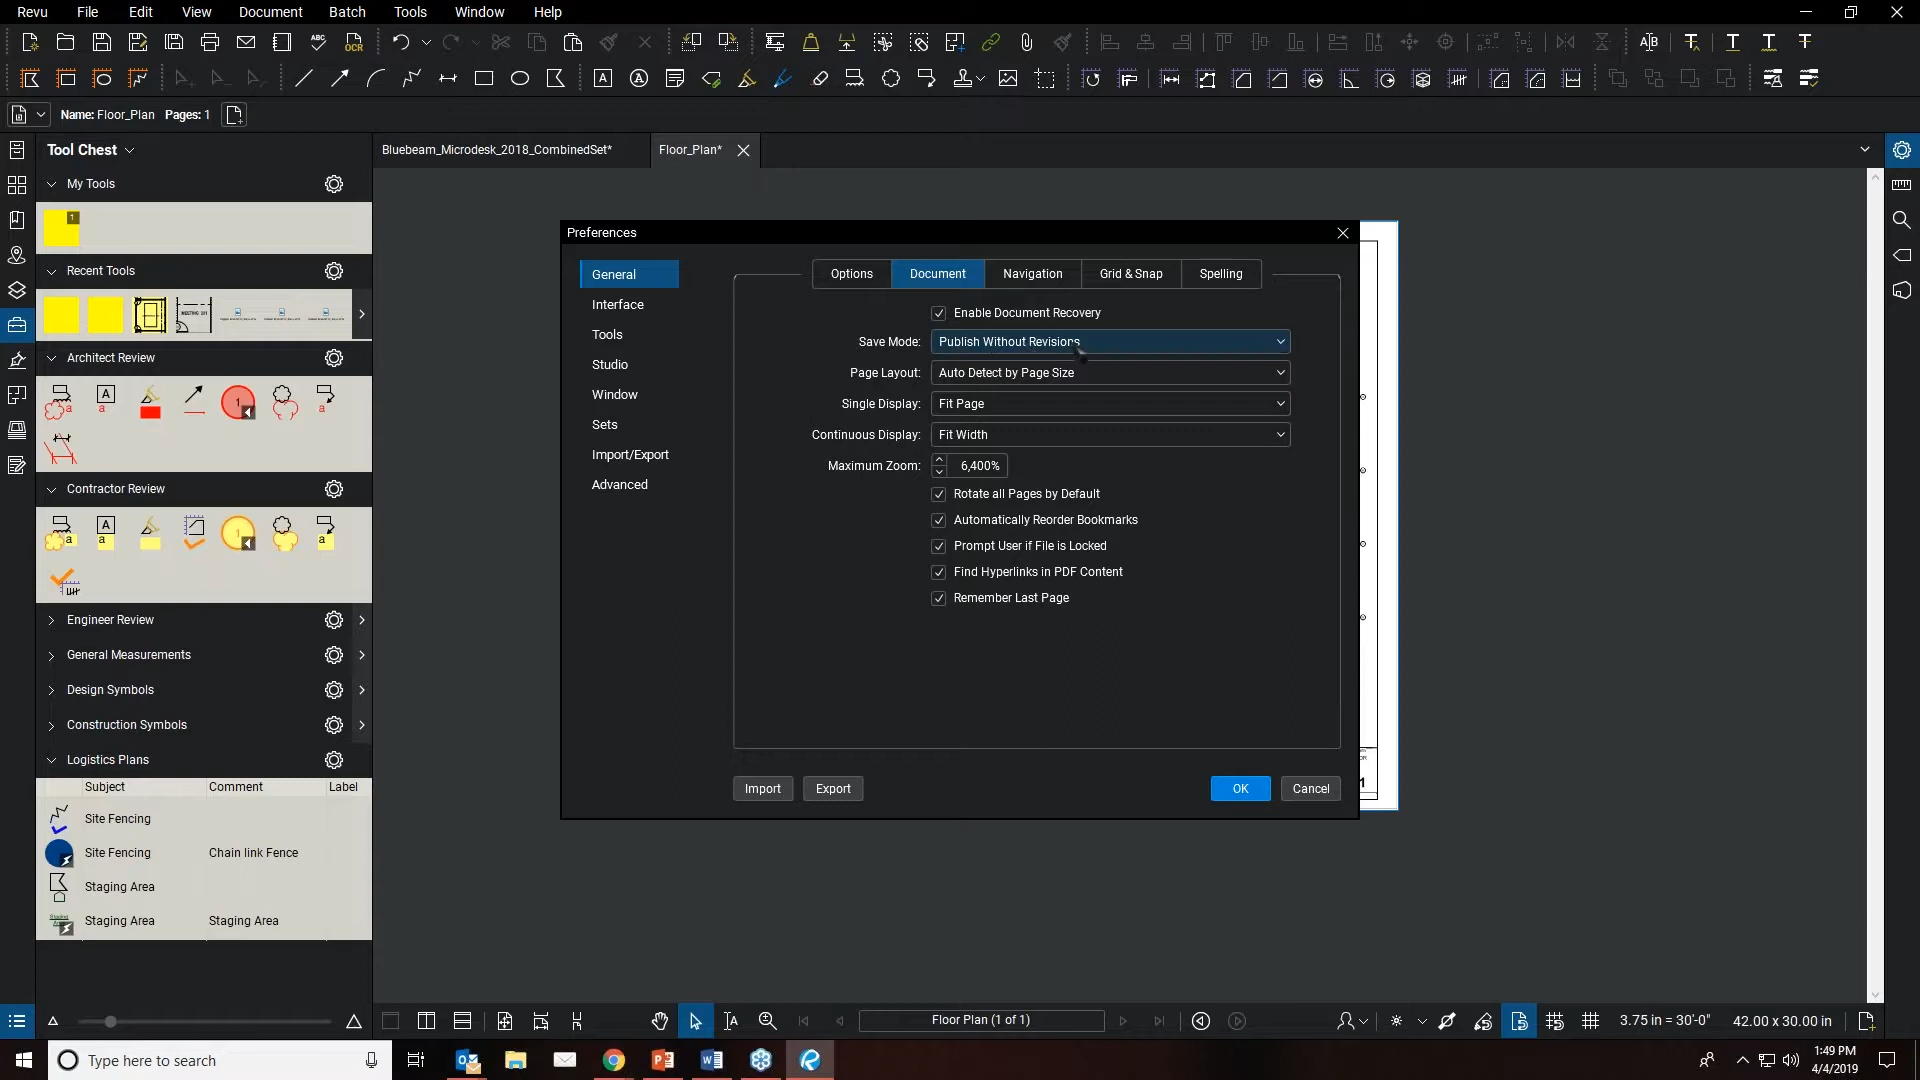 Revu File Edit View Document Batch Tools Window Help
Name: Floor_Plan Pages: 1
Tool Chest
Bluebeam_Microdesk_2018_CombinedSet*
Floor_Plan*
My Tools
1
Recent Tools
Architect Review
Contractor Review
Engineer Review
General Measurements
Design Symbols
Construction Symbols
Logistics Plans
Subject Comment Label
Site Fencing
Site Fencing Chain link Fence
Staging Area
Staging Area Staging Area
Preferences
General
Interface
Tools
Studio
Window
Sets
Import/Export
Advanced
Options Document Navigation Grid & Snap Spelling
Enable Document Recovery
Save Mode: Publish Without Revisions
Page Layout: Auto Detect by Page Size
Single Display: Fit Page
Continuous Display: Fit Width
Maximum Zoom: 6,400%
Rotate all Pages by Default
Automatically Reorder Bookmarks
Prompt User if File is Locked
Find Hyperlinks in PDF Content
Remember Last Page
Import Export OK Cancel
Floor Plan (1 of 1)
3.75 in = 30'-0" 42.00 x 30.00 in
Type here to search
1:49 PM
4/4/2019